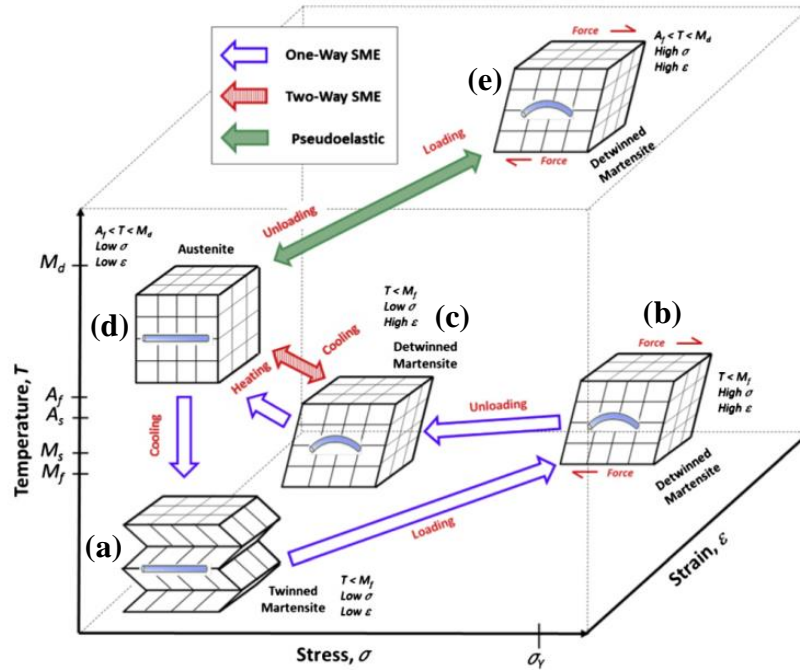 One-Way SME
Two-Way SME
Pseudoelastic
(e)
Force
A_f < T < M_d
High σ
High ε
Force
Detwinned
Martensite
Loading
Unloading
A_f < T < M_d
Low σ
Low ε
Austenite
(d)
T < M_f
Low σ
High ε
(c)
Detwinned
Martensite
Heating
Cooling
(b)
Force
T < M_f
High σ
High ε
Force
Detwinned
Martensite
Unloading
Cooling
(a)
Loading
Twinned
Martensite
T < M_f
Low σ
Low ε
M_d
A_f
A_s
M_s
M_f
Temperature, T
Stress, σ
σ_Y
Strain, ε